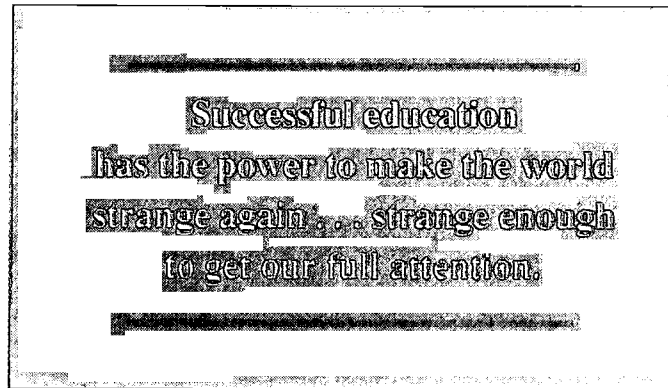 Successful education
has the power to make the world
strange again . . . strange enough
to get our full attention.